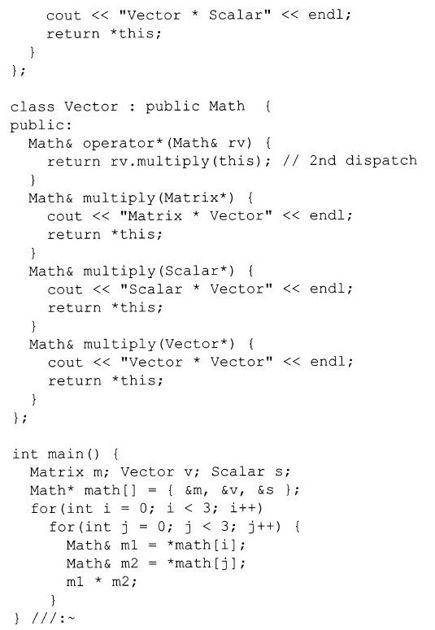 cout << "Vector * Scalar" << endl;
return *this;
}
};
class Vector : public Math {
public:
Math& operator*(Math& rv) {
return rv.multiply(this); // 2nd dispatch
}
Math& multiply(Matrix*) {
cout << "Matrix * Vector" << endl;
return *this;
}
Math& multiply(Scalar*) {
cout << "Scalar * Vector" << endl;
return *this;
}
Math& multiply(Vector*) {
cout << "Vector * Vector" << endl;
return *this;
}
};
int main() {
Matrix m; Vector v; Scalar s;
Math* math[] = { &m, &v, &s };
for(int i = 0; i < 3; i++)
for(int j = 0; j < 3; j++) {
Math& m1 = *math[i];
Math& m2 = *math[j];
m1 * m2;
}
} ///:~